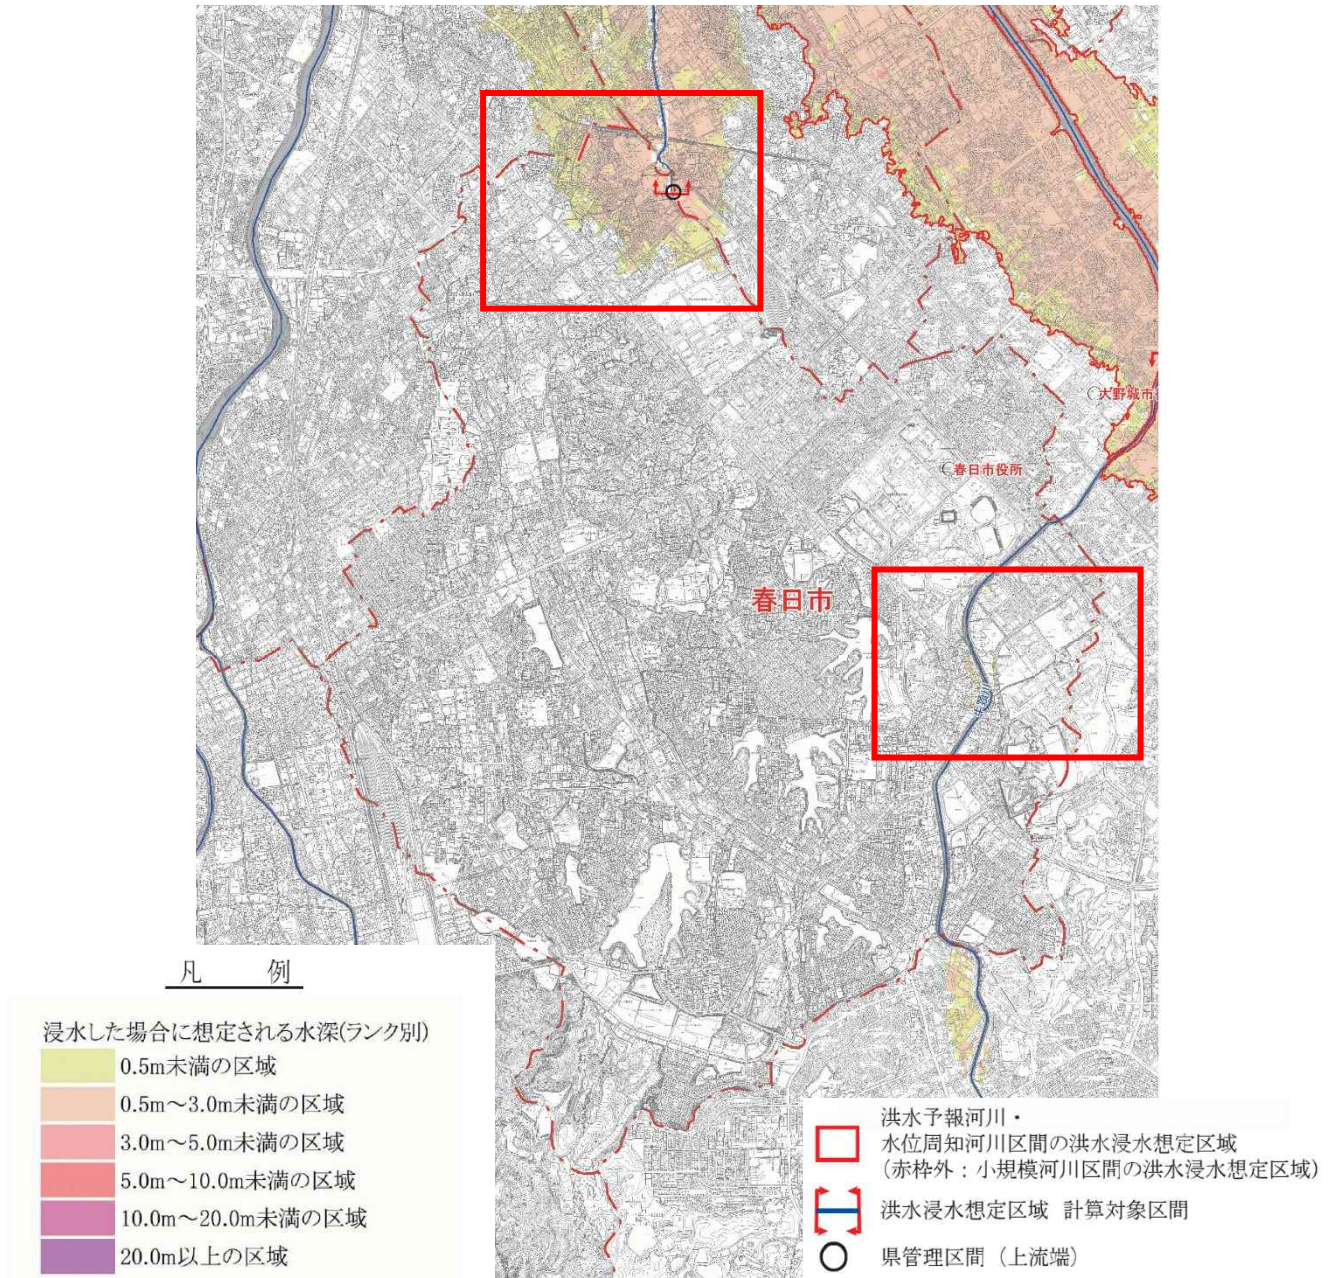 大野城市
春日市役所
春日市
牛頸川
凡 例
浸水した場合に想定される水深(ランク別)
0.5m未満の区域
0.5m～3.0m未満の区域
3.0m～5.0m未満の区域
5.0m～10.0m未満の区域
10.0m～20.0m未満の区域
20.0m以上の区域
洪水予報河川・
水位周知河川区間の洪水浸水想定区域
(赤枠外：小規模河川区間の洪水浸水想定区域)
洪水浸水想定区域 計算対象区間
県管理区間（上流端）